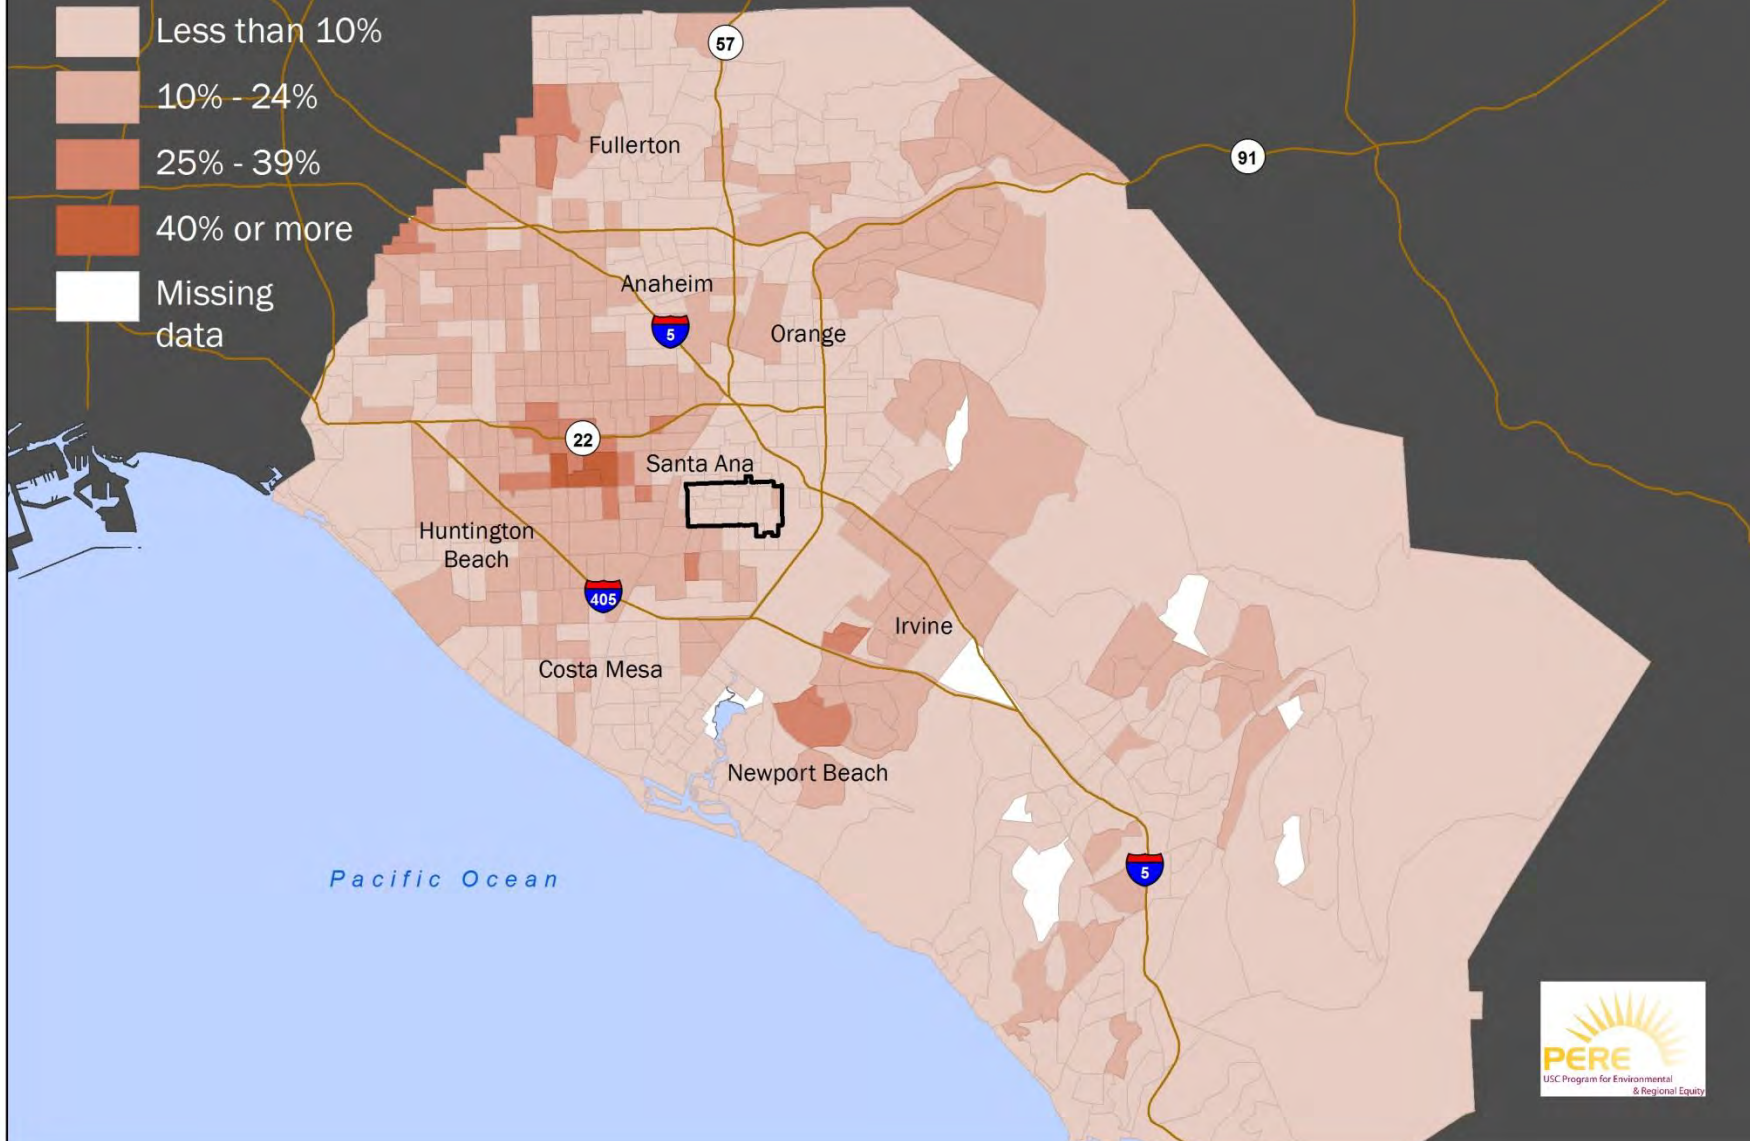 Less than 10%
10% - 24%
25% - 39%
40% or more
Missing
data
57
91
Fullerton
Anaheim
5
Orange
22
Santa Ana
Huntington
Beach
405
Irvine
Costa Mesa
Newport Beach
5
Pacific Ocean
PERE
USC Program for Environmental
& Regional Equity